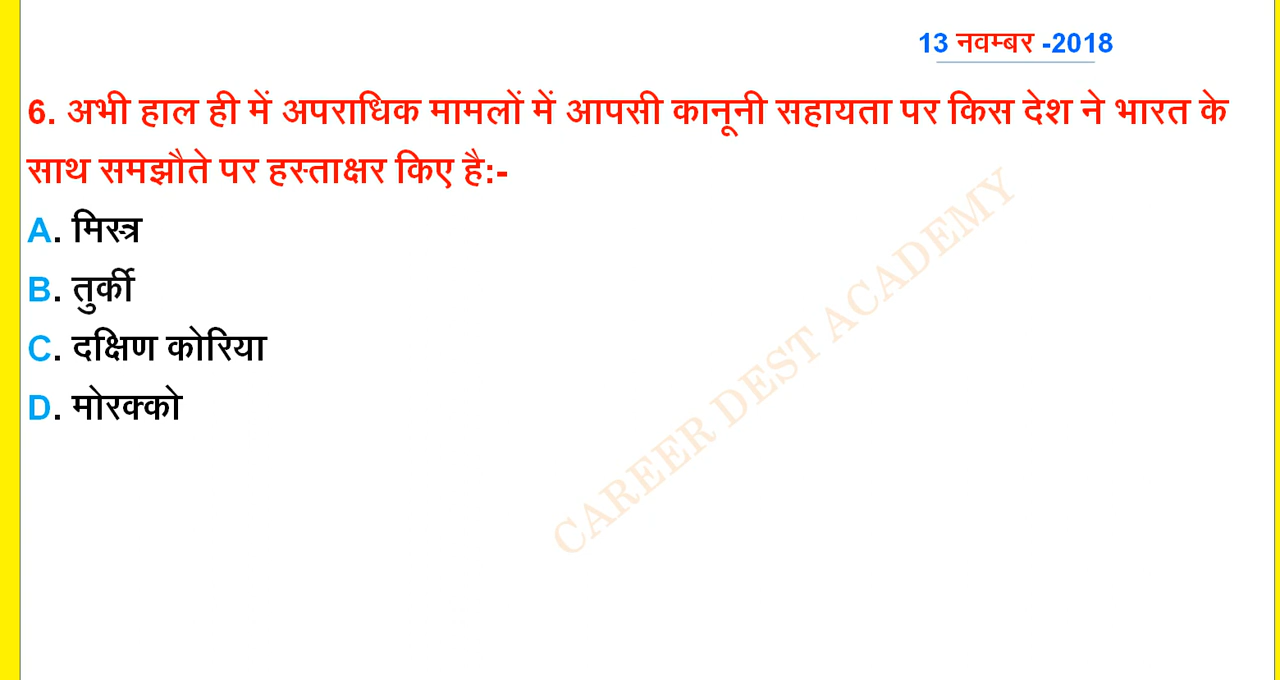 13 नवम्बर -2018
6. अभी हाल ही में अपराधिक मामलों में आपसी कानूनी सहायता पर किस देश ने भारत के
साथ समझौते पर हस्ताक्षर किए है:-
A. मिस्त्र
B. तुर्की
C. दक्षिण कोरिया
D. मोरक्को
CAREER DEST ACADEMY